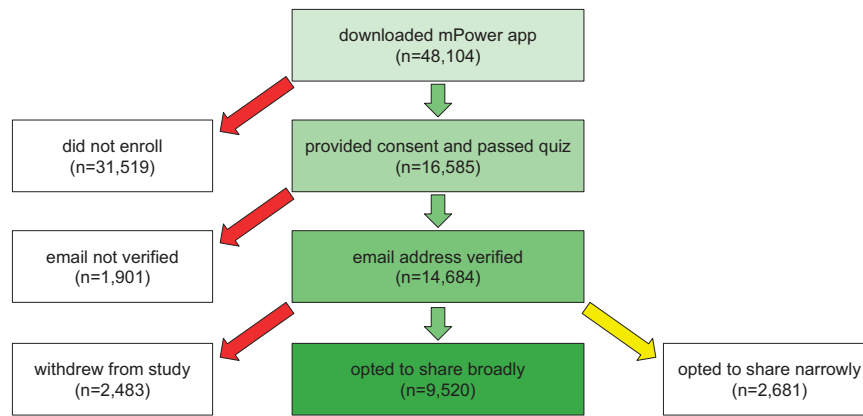 downloaded mPower app
(n=48,104)
did not enroll
(n=31,519)
provided consent and passed quiz
(n=16,585)
email not verified
(n=1,901)
email address verified
(n=14,684)
withdrew from study
(n=2,483)
opted to share broadly
(n=9,520)
opted to share narrowly
(n=2,681)